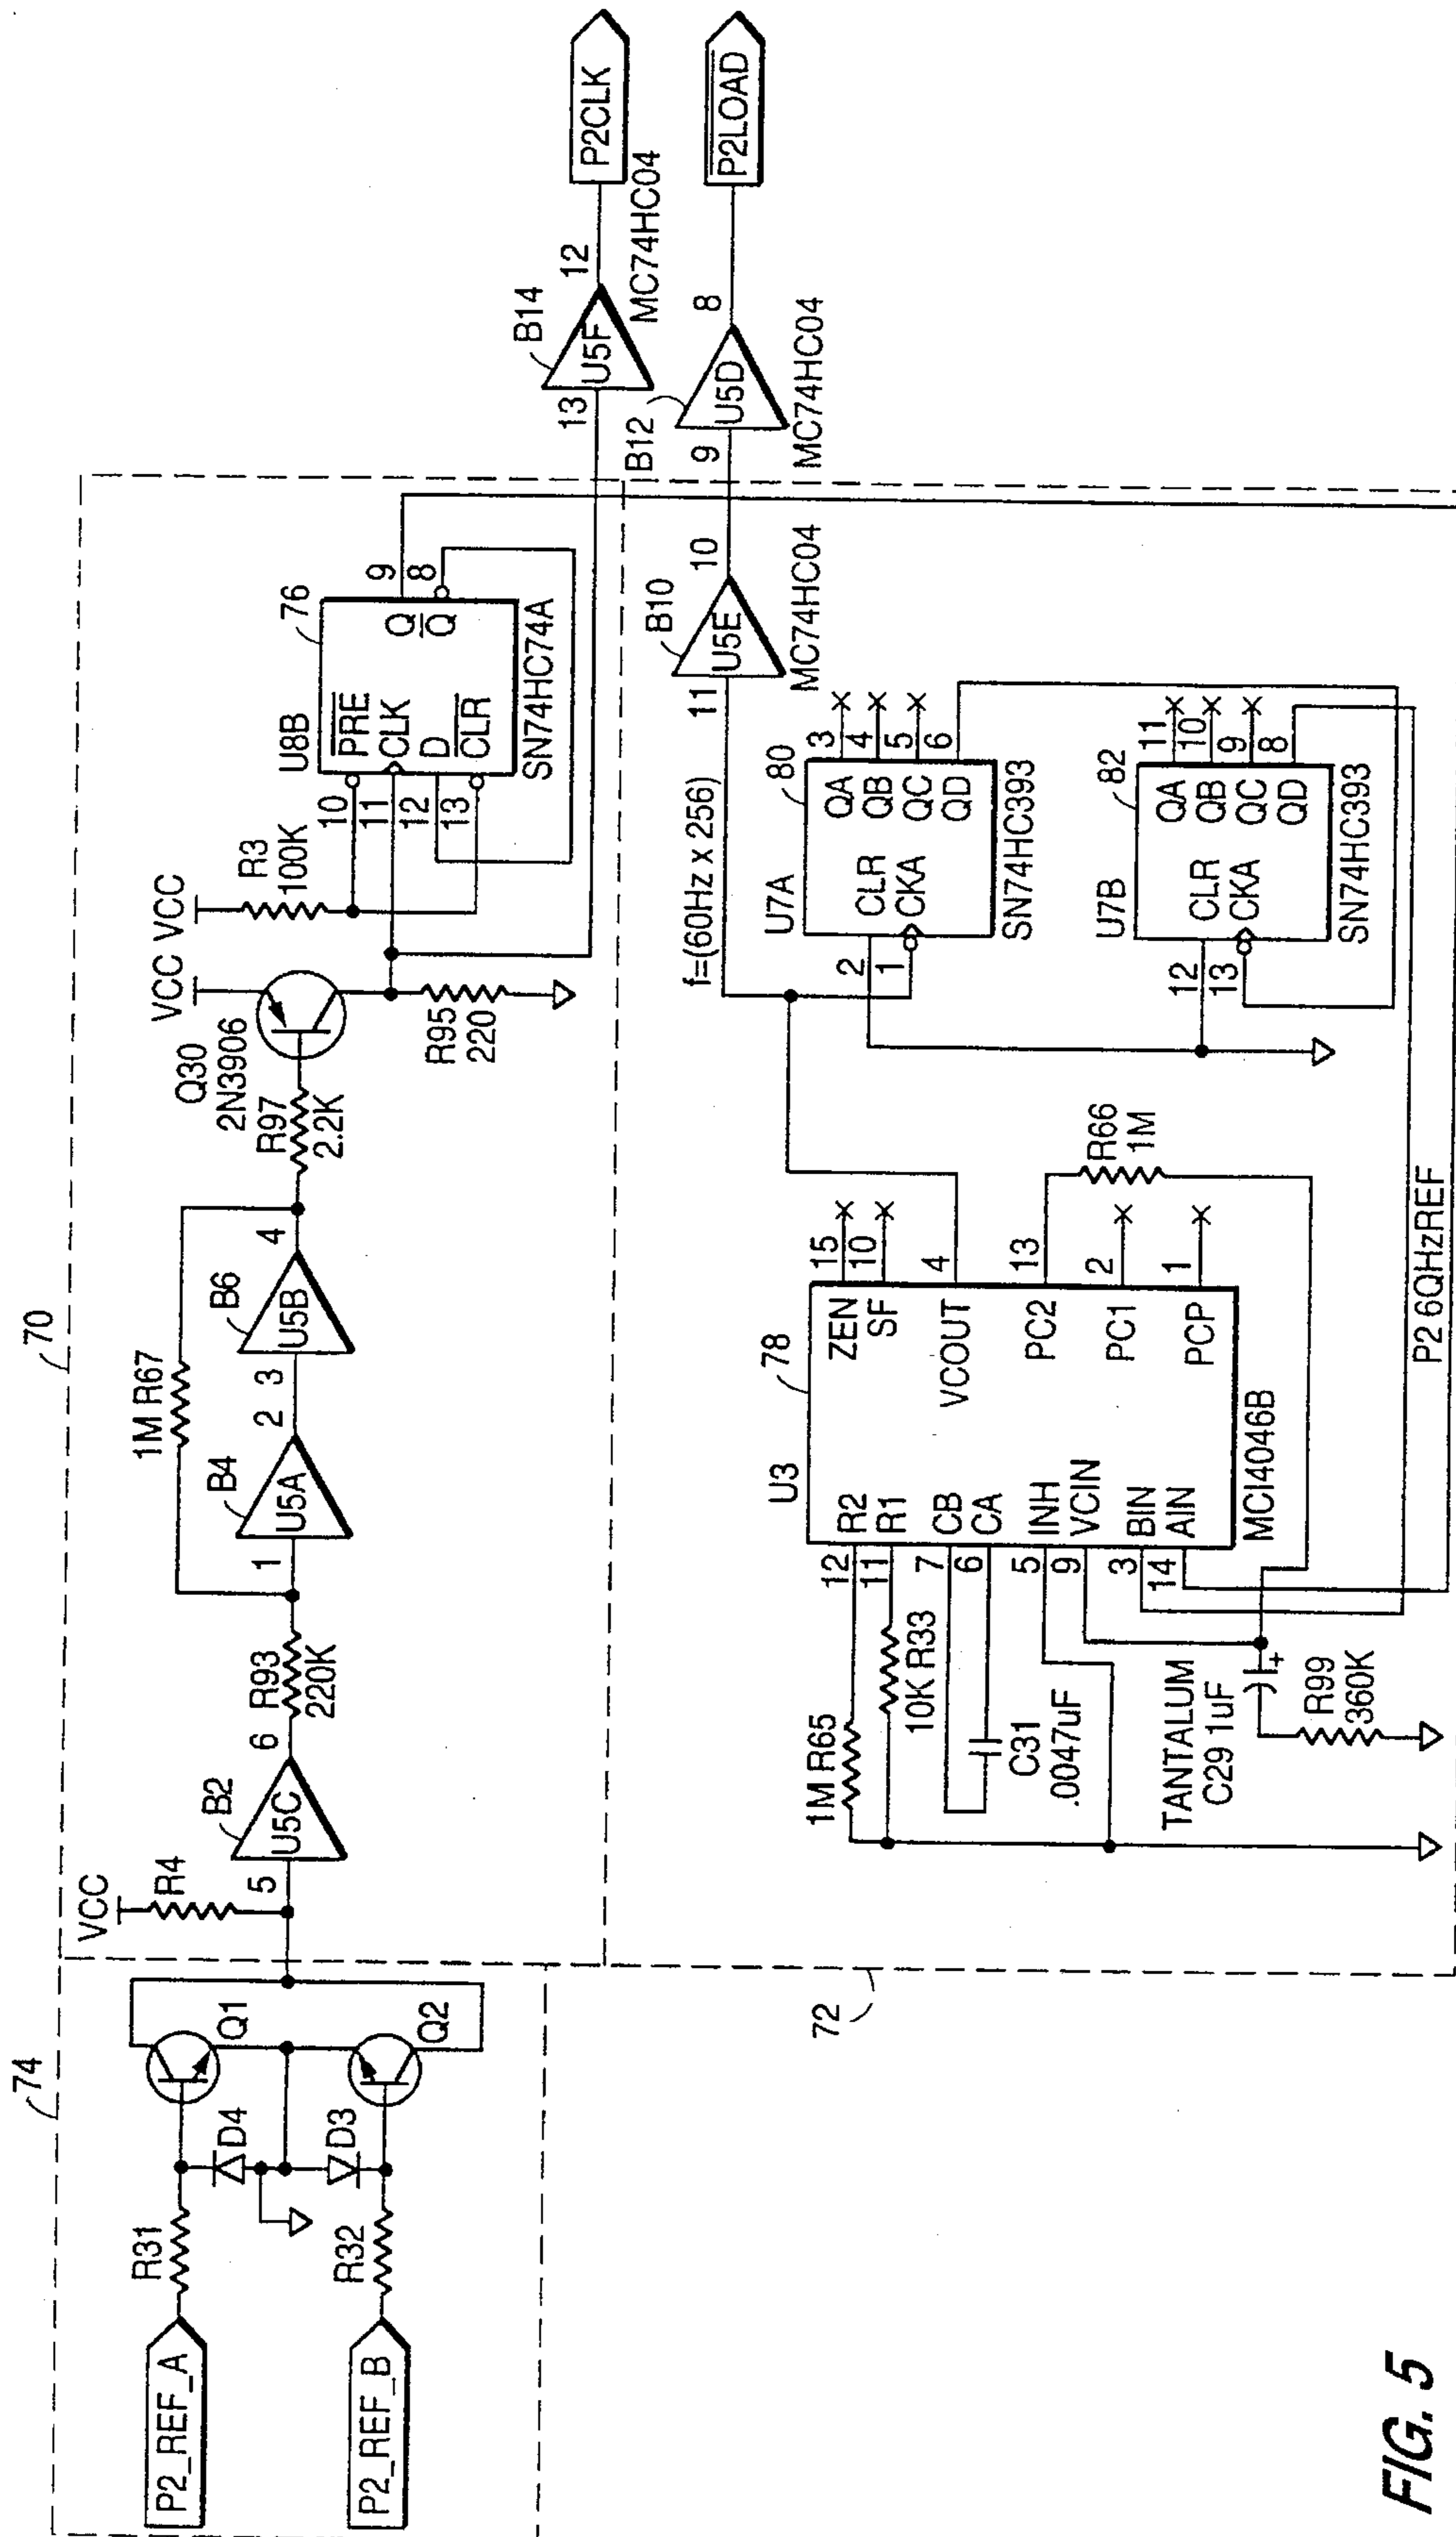 74
P2_REF_A
R31
D4
Q1
P2_REF_B
R32
D3
Q2
70
VCC
R4
5
B2
U5C
6
R93
220K
1M R67
1
B4
U5A
2
3
B6
U5B
4
R97
2.2K
Q30
2N3906
VCC
VCC
R3
100K
R95
220
U8B
76
10
11
12
13
PRE
CLK
D
CLR
Q
Q
9
8
SN74HC74A
13
B14
U5F
12
MC74HC04
P2CLK
72
1M R65
10K R33
C31
.0047uF
TANTALUM
C29 1uF
R99
360K
U3
78
12
11
7
6
5
9
3
14
R2
R1
CB
CA
INH
VCIN
BIN
AIN
ZEN
SF
VCOUT
PC2
PC1
PCP
15
10
4
13
2
1
MCI4046B
R66
1M
P2 6QHzREF
f=(60Hz x 256)
U7A
80
2
1
CLR
CKA
QA
QB
QC
QD
3
4
5
6
SN74HC393
U7B
82
12
13
CLR
CKA
QA
QB
QC
QD
11
10
9
8
SN74HC393
11
B10
U5E
10
MC74HC04
9
B12
U5D
8
MC74HC04
P2LOAD
FIG. 5